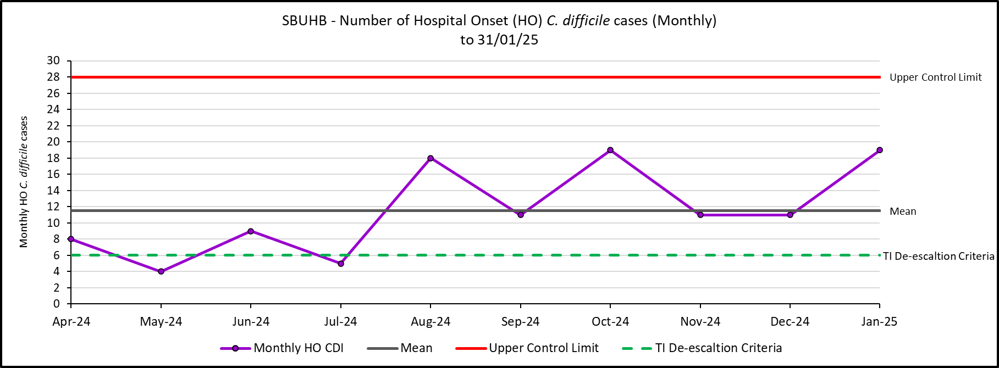 SBUHB - Number of Hospital Onset (HO) C. difficile cases (Monthly)
to 31/01/25
Monthly HO C. difficile cases
30
28
26
24
22
20
18
16
14
12
10
8
6
4
2
0
Upper Control Limit
Mean
TI De-escaltion Criteria
Apr-24 May-24 Jun-24 Jul-24 Aug-24 Sep-24 Oct-24 Nov-24 Dec-24 Jan-25
Monthly HO CDI Mean Upper Control Limit TI De-escaltion Criteria